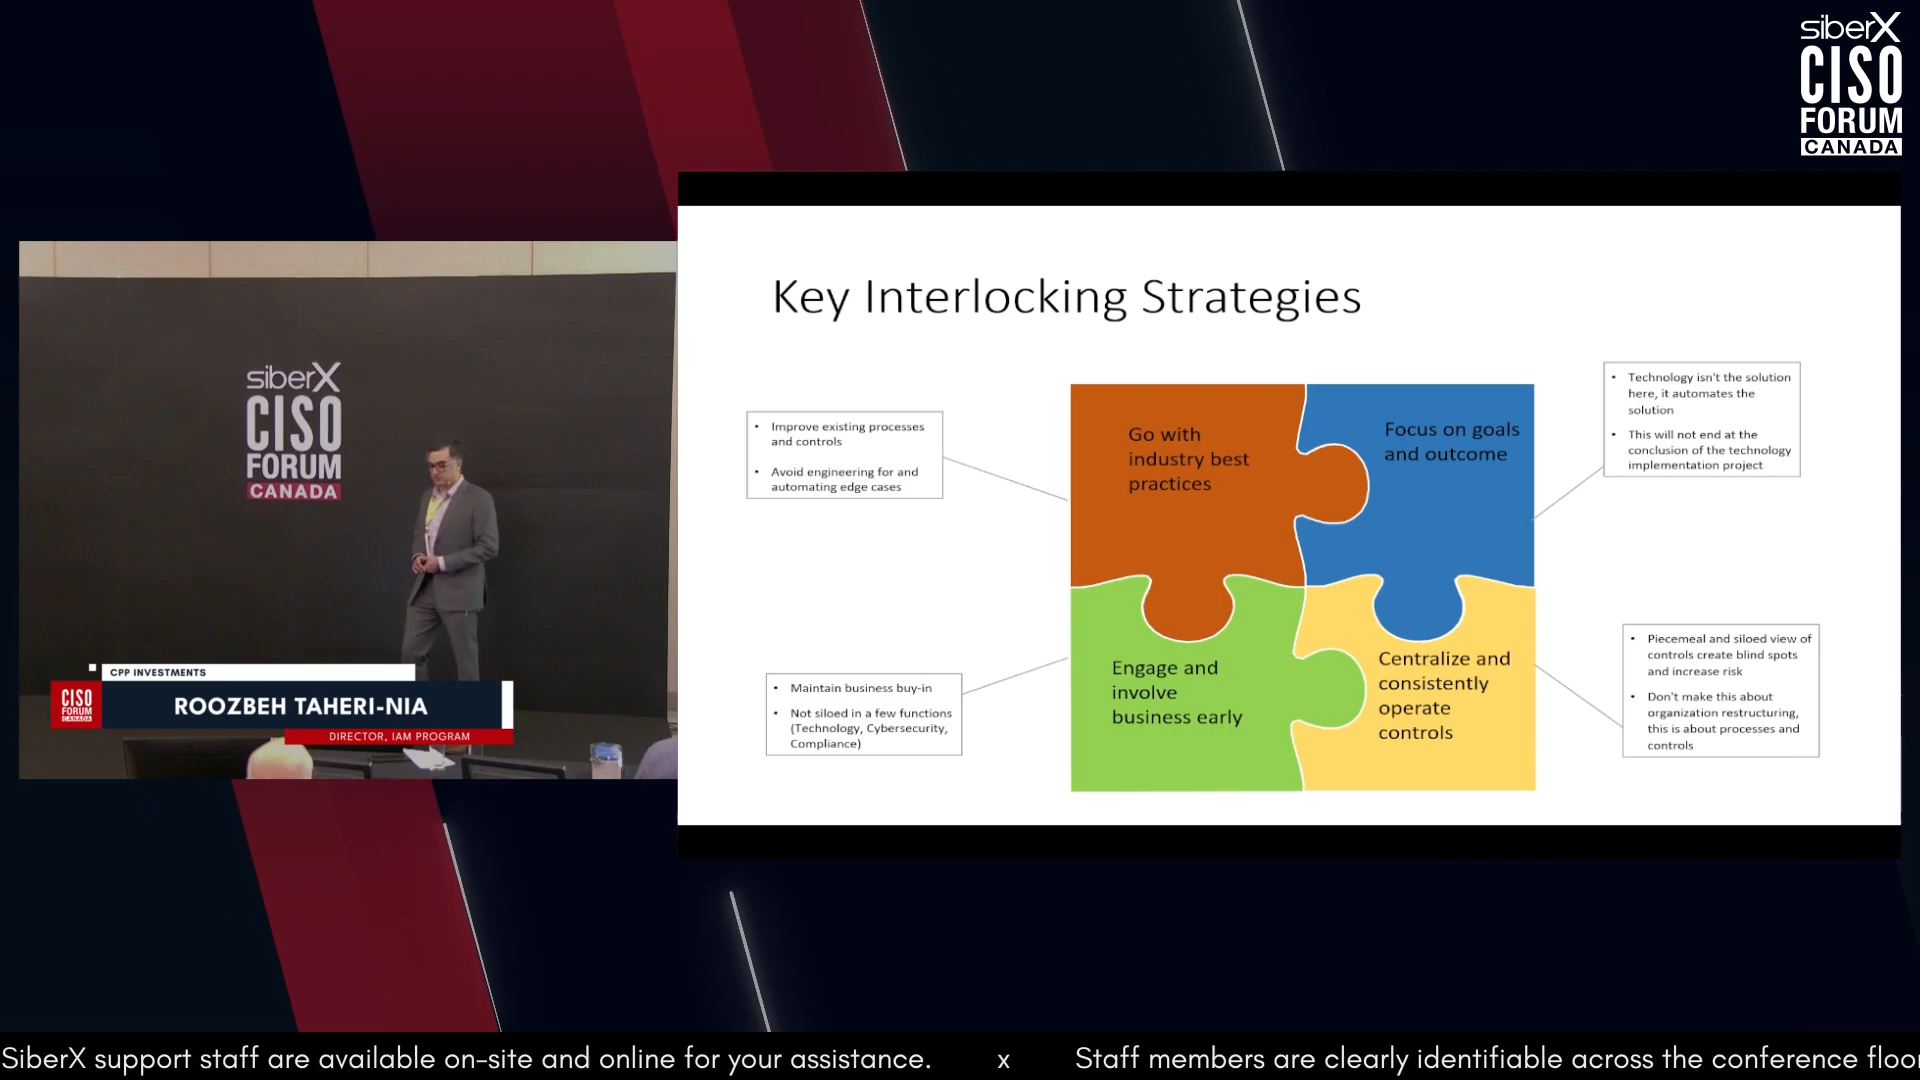 siberX
CISO
FORUM
CANADA
siberX
CISO
FORUM
CANADA
CPP INVESTMENTS
CISO
FORUM
CANADA
ROOZBEH TAHERI-NIA
DIRECTOR, IAM PROGRAM
Key Interlocking Strategies
• Improve existing processes
and controls
• Avoid engineering for and
automating edge cases
Go with
industry best
practices
Focus on goals
and outcome
• Technology isn't the solution
here, it automates the
solution
• This will not end at the
conclusion of the technology
implementation project
• Maintain business buy-in
• Not siloed in a few functions
(Technology, Cybersecurity,
Compliance)
Engage and
involve
business early
Centralize and
consistently
operate
controls
• Piecemeal and siloed view of
controls create blind spots
and increase risk
• Don't make this about
organization restructuring,
this is about processes and
controls
SiberX support staff are available on-site and online for your assistance. x Staff members are clearly identifiable across the conference floor